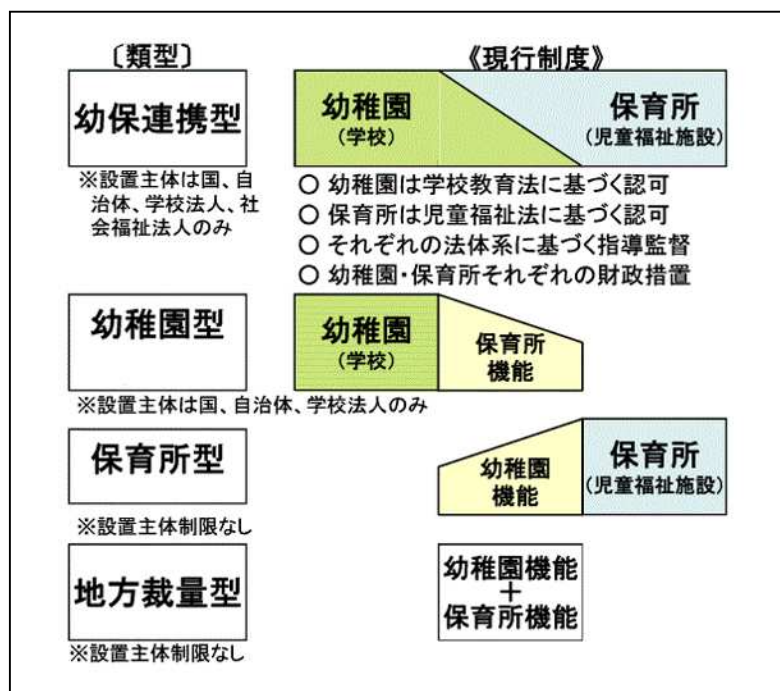 〔類型〕
《現行制度》
幼保連携型
※設置主体は国、自
治体、学校法人、社
会福祉法人のみ
幼稚園
(学校)
保育所
(児童福祉施設)
○ 幼稚園は学校教育法に基づく認可
○ 保育所は児童福祉法に基づく認可
○ それぞれの法体系に基づく指導監督
○ 幼稚園・保育所それぞれの財政措置
幼稚園型
※設置主体は国、自治体、学校法人のみ
幼稚園
(学校)
保育所
機能
保育所型
※設置主体制限なし
幼稚園
機能
保育所
(児童福祉施設)
地方裁量型
※設置主体制限なし
幼稚園機能
+
保育所機能